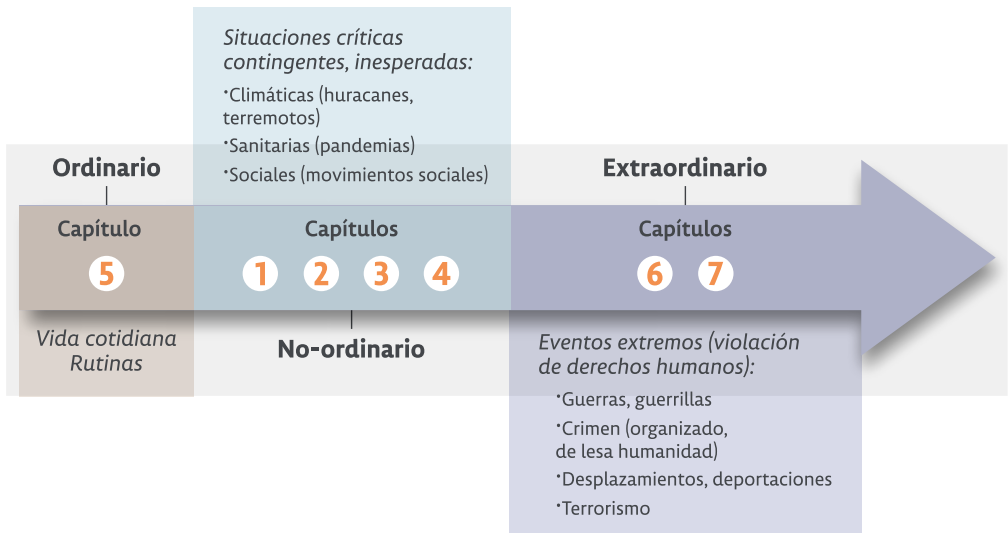 Situaciones críticas
contingentes, inesperadas:
·Climáticas (huracanes,
terremotos)
·Sanitarias (pandemias)
·Sociales (movimientos sociales)
Ordinario
Extraordinario
Capítulo
Capítulos
Capítulos
5
1 2 3 4
6 7
Vida cotidiana
Rutinas
No-ordinario
Eventos extremos (violación
de derechos humanos):
·Guerras, guerrillas
·Crimen (organizado,
de lesa humanidad)
·Desplazamientos, deportaciones
·Terrorismo